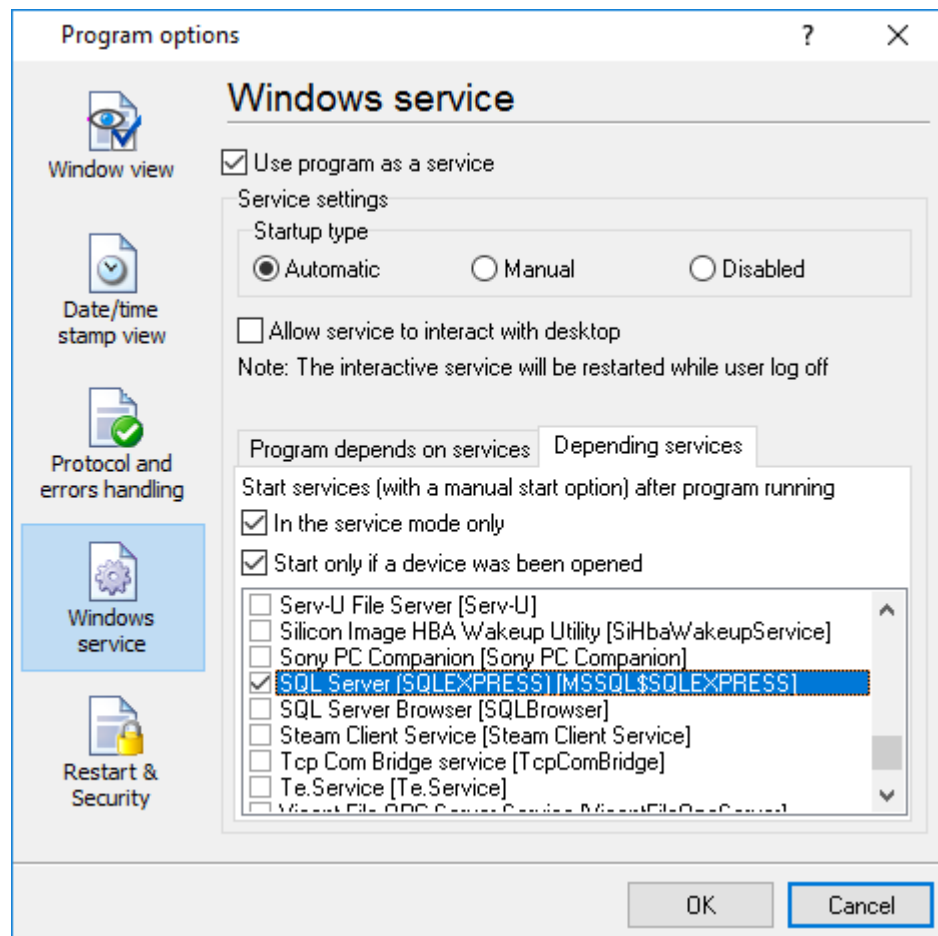 Program options
?
Window view
Date/time
stamp view
Protocol and
errors handling
Windows
service
Restart &
Security
Windows service
Use program as a service
Service settings
Startup type
Automatic Manual Disabled
Allow service to interact with desktop
Note: The interactive service will be restarted while user log off
Program depends on services Depending services
Start services (with a manual start option) after program running
In the service mode only
Start only if a device was been opened
Serv-U File Server [Serv-U]
Silicon Image HBA Wakeup Utility [SiHbaWakeupService]
Sony PC Companion [Sony PC Companion]
SQL Server (SQLEXPRESS) [MSSQL$SQLEXPRESS]
SQL Server Browser [SQLBrowser]
Steam Client Service [Steam Client Service]
Tcp Com Bridge service [TcpComBridge]
Te.Service [Te.Service]
OK Cancel